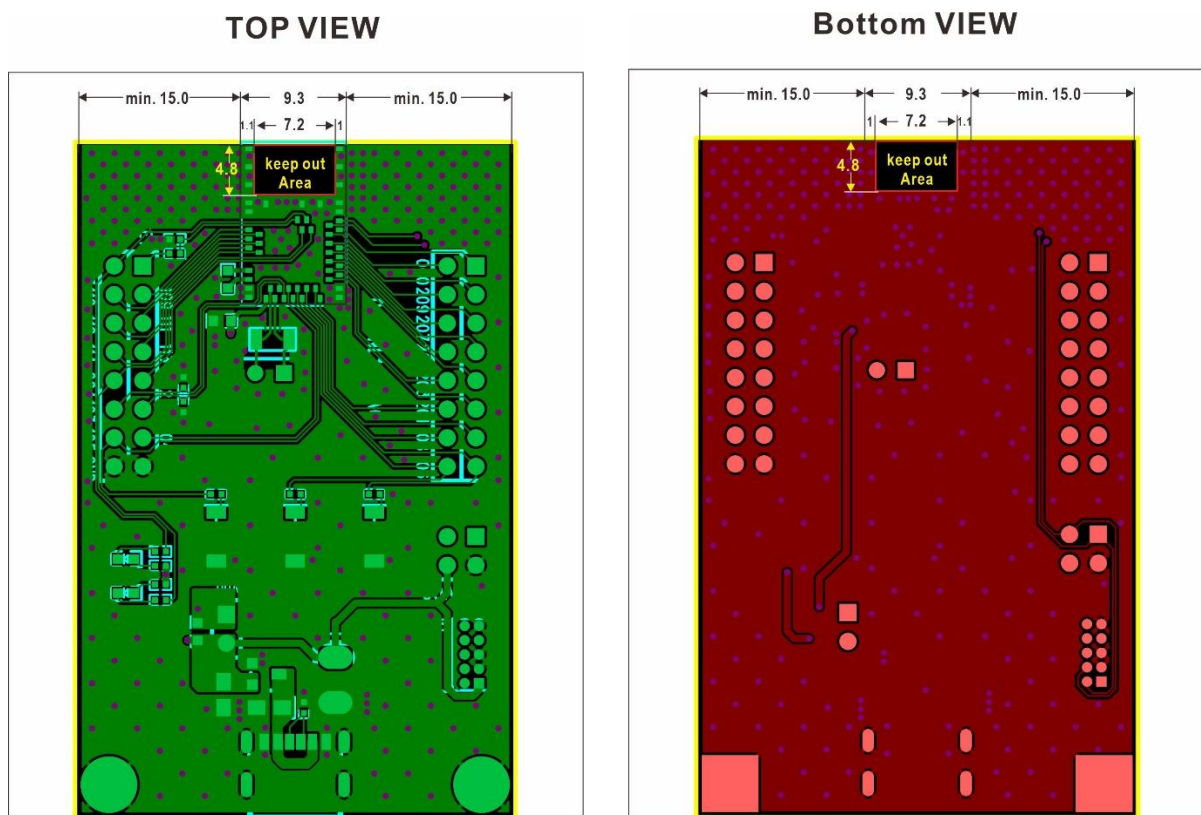 TOP VIEW
min. 15.0
9.3
min. 15.0
1.1
7.2
1
4.8
keep out
Area
Bottom VIEW
min. 15.0
9.3
min. 15.0
1
7.2
1.1
4.8
keep out
Area